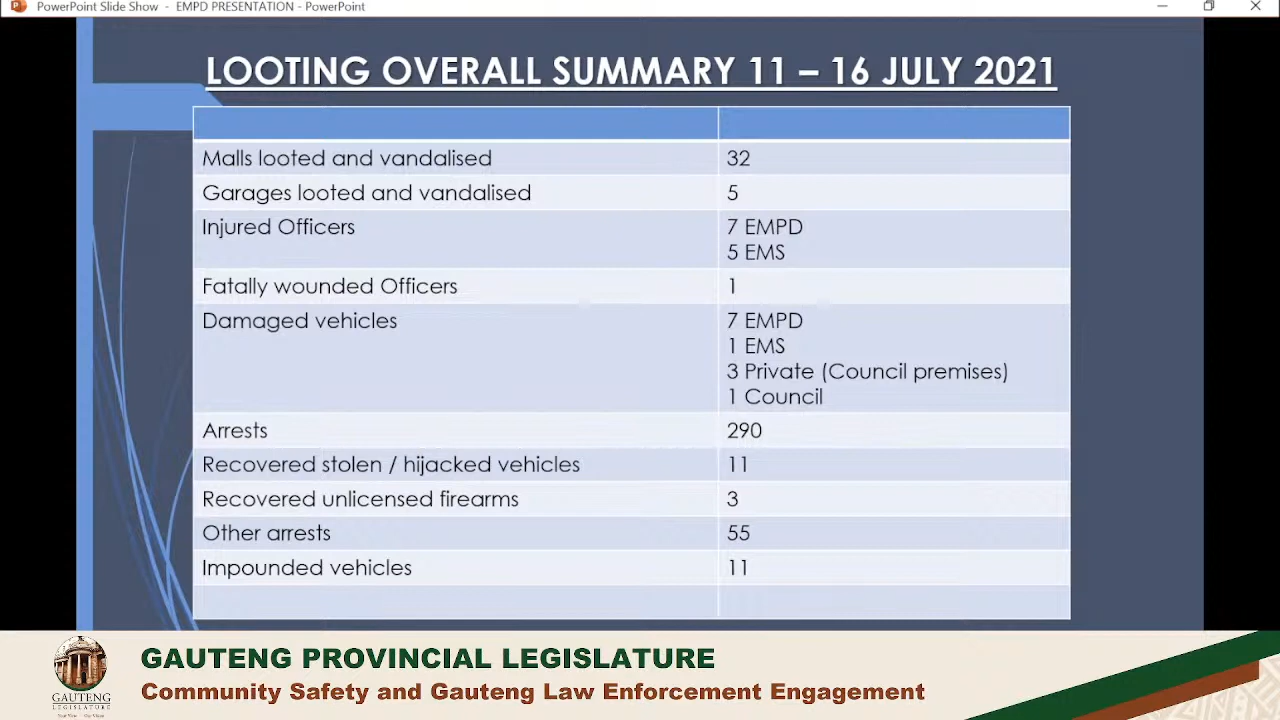 PowerPoint Slide Show - EMPD PRESENTATION - PowerPoint
LOOTING OVERALL SUMMARY 11 – 16 JULY 2021
Malls looted and vandalised 32
Garages looted and vandalised 5
Injured Officers 7 EMPD
5 EMS
Fatally wounded Officers 1
Damaged vehicles 7 EMPD
1 EMS
3 Private (Council premises)
1 Council
Arrests 290
Recovered stolen / hijacked vehicles 11
Recovered unlicensed firearms 3
Other arrests 55
Impounded vehicles 11
GAUTENG PROVINCIAL LEGISLATURE
Community Safety and Gauteng Law Enforcement Engagement
GAUTENG
LEGISLATURE